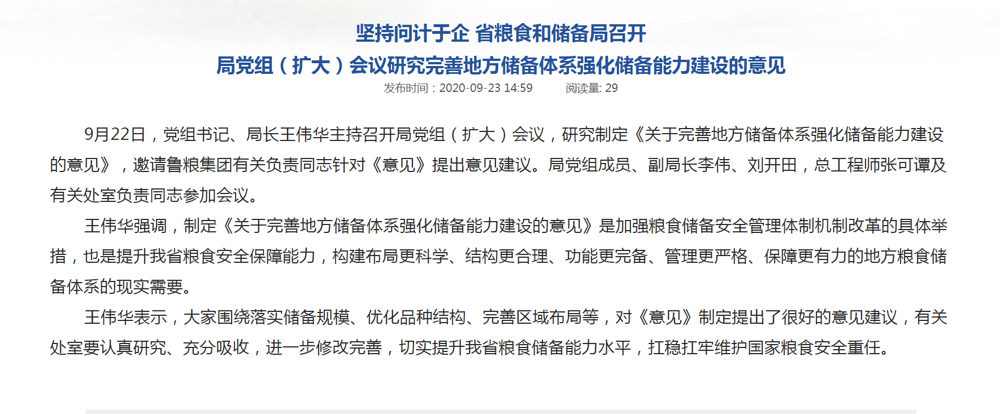 坚持问计于企 省粮食和储备局召开
局党组（扩大）会议研究完善地方储备体系强化储备能力建设的意见
发布时间：2020-09-23 14:59 阅读量: 29
9月22日，党组书记、局长王伟华主持召开局党组（扩大）会议，研究制定《关于完善地方储备体系强化储备能力建设
的意见》，邀请鲁粮集团有关负责同志针对《意见》提出意见建议。局党组成员、副局长李伟、刘开田，总工程师张可谭及
有关处室负责同志参加会议。
王伟华强调，制定《关于完善地方储备体系强化储备能力建设的意见》是加强粮食储备安全管理体制机制改革的具体举
措，也是提升我省粮食安全保障能力，构建布局更科学、结构更合理、功能更完备、管理更严格、保障更有力的地方粮食储
备体系的现实需要。
王伟华表示，大家围绕落实储备规模、优化品种结构、完善区域布局等，对《意见》制定提出了很好的意见建议，有关
处室要认真研究、充分吸收，进一步修改完善，切实提升我省粮食储备能力水平，扛稳扛牢维护国家粮食安全重任。